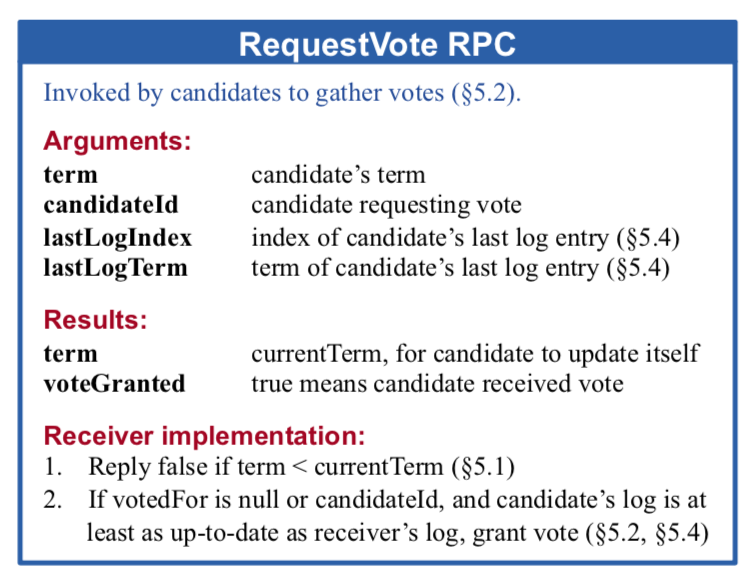 RequestVote RPC
Invoked by candidates to gather votes (§5.2).
Arguments:
term candidate’s term
candidateId candidate requesting vote
lastLogIndex index of candidate’s last log entry (§5.4)
lastLogTerm term of candidate’s last log entry (§5.4)
Results:
term currentTerm, for candidate to update itself
voteGranted true means candidate received vote
Receiver implementation:
1. Reply false if term < currentTerm (§5.1)
2. If votedFor is null or candidateId, and candidate’s log is at
least as up-to-date as receiver’s log, grant vote (§5.2, §5.4)